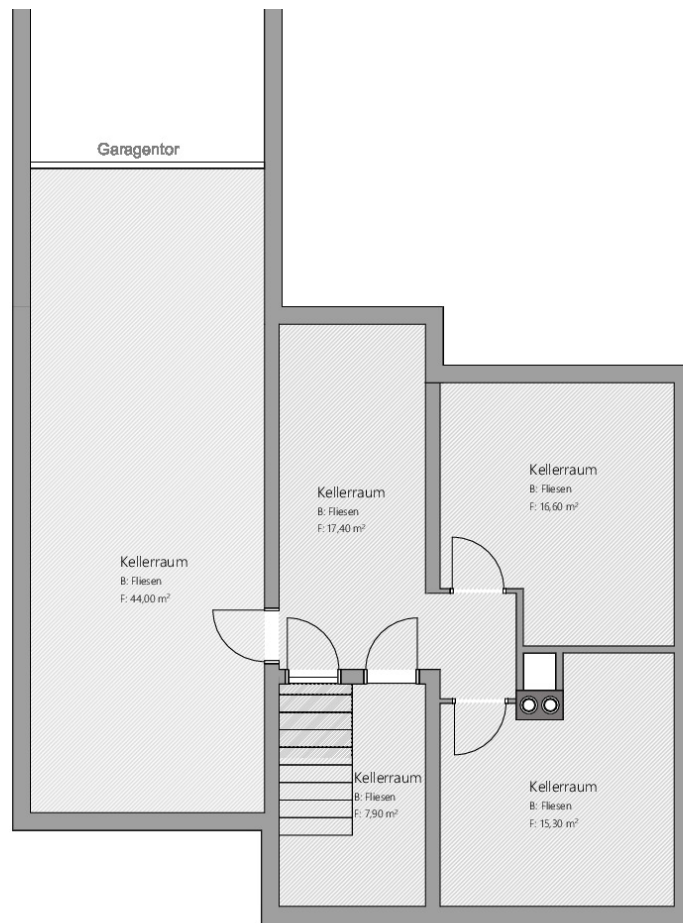 Garagentor
Kellerraum
B: Fliesen
F: 16,60 m²
Kellerraum
B: Fliesen
F: 17,40 m²
Kellerraum
B: Fliesen
F: 44,00 m²
Kellerraum
B: Fliesen
F: 7,90 m²
Kellerraum
B: Fliesen
F: 15,30 m²